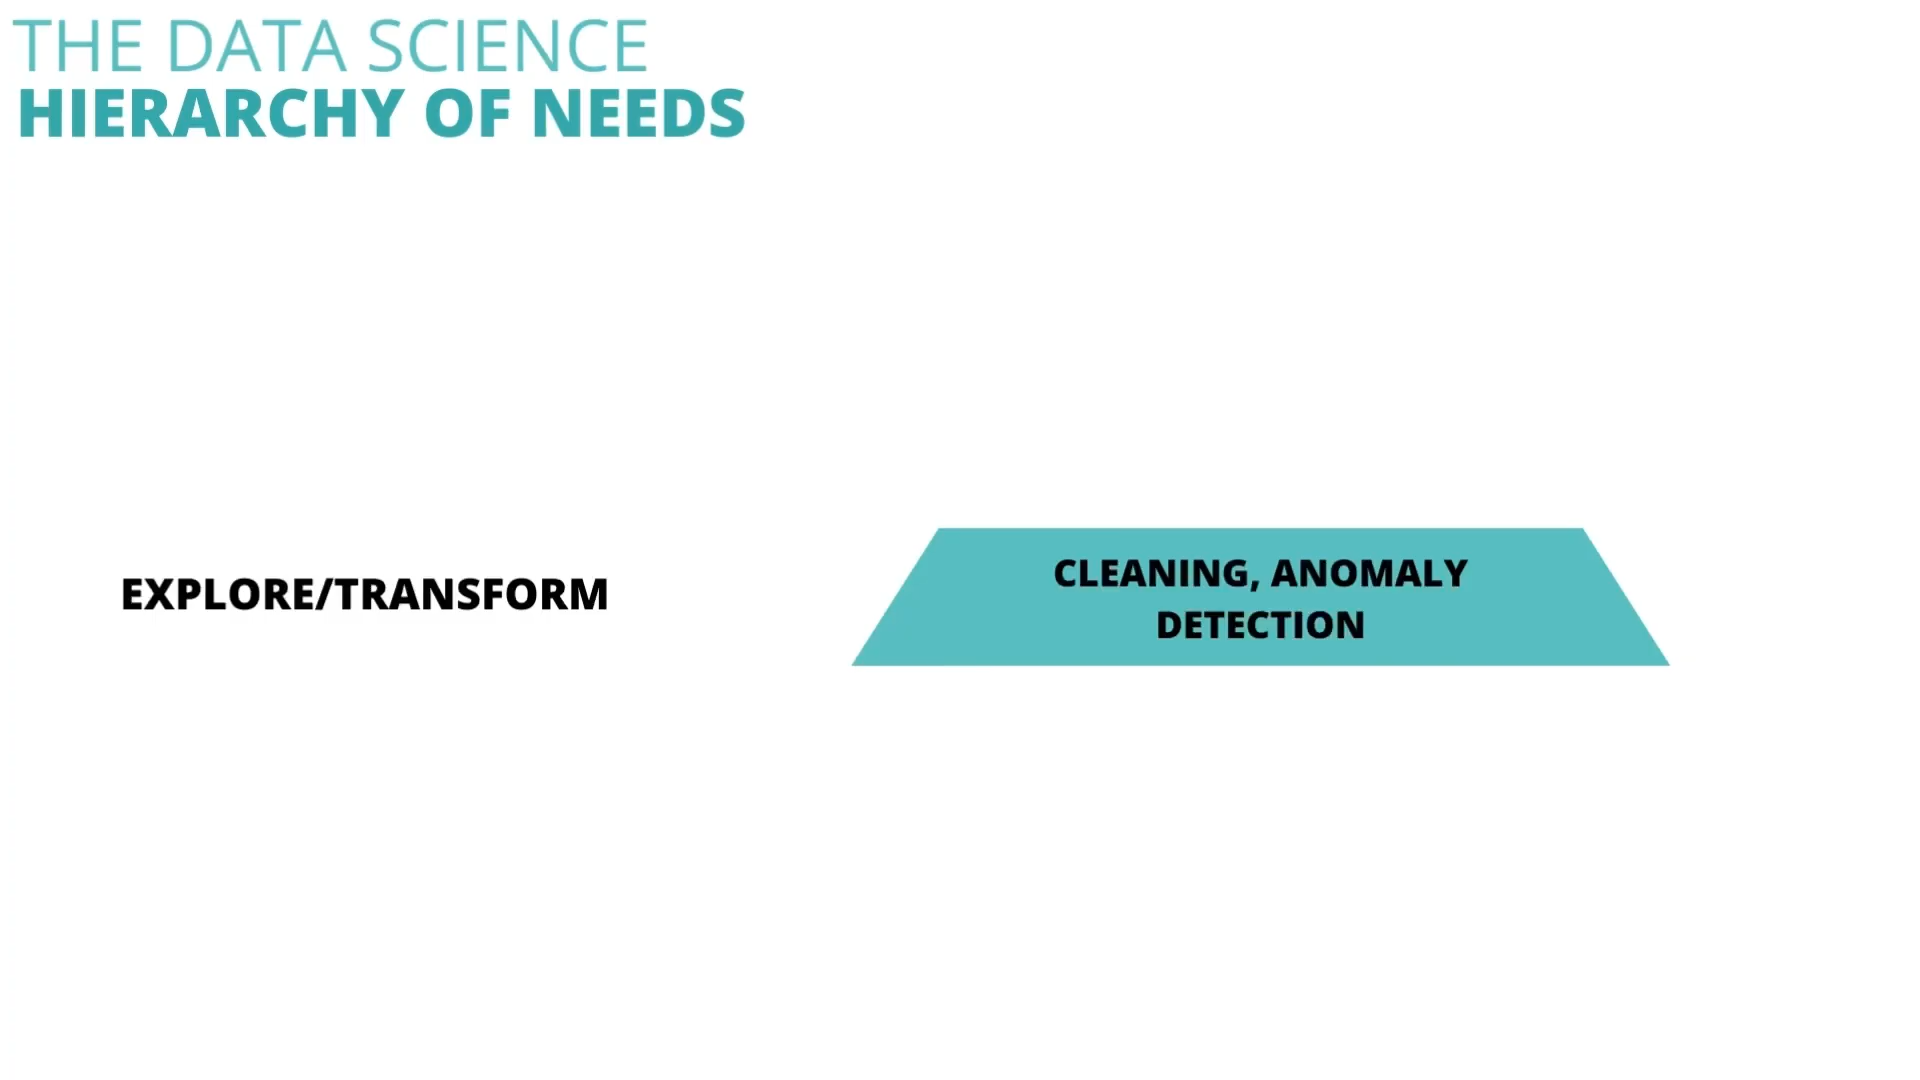 THE DATA SCIENCE
HIERARCHY OF NEEDS
EXPLORE/TRANSFORM
CLEANING, ANOMALY
DETECTION